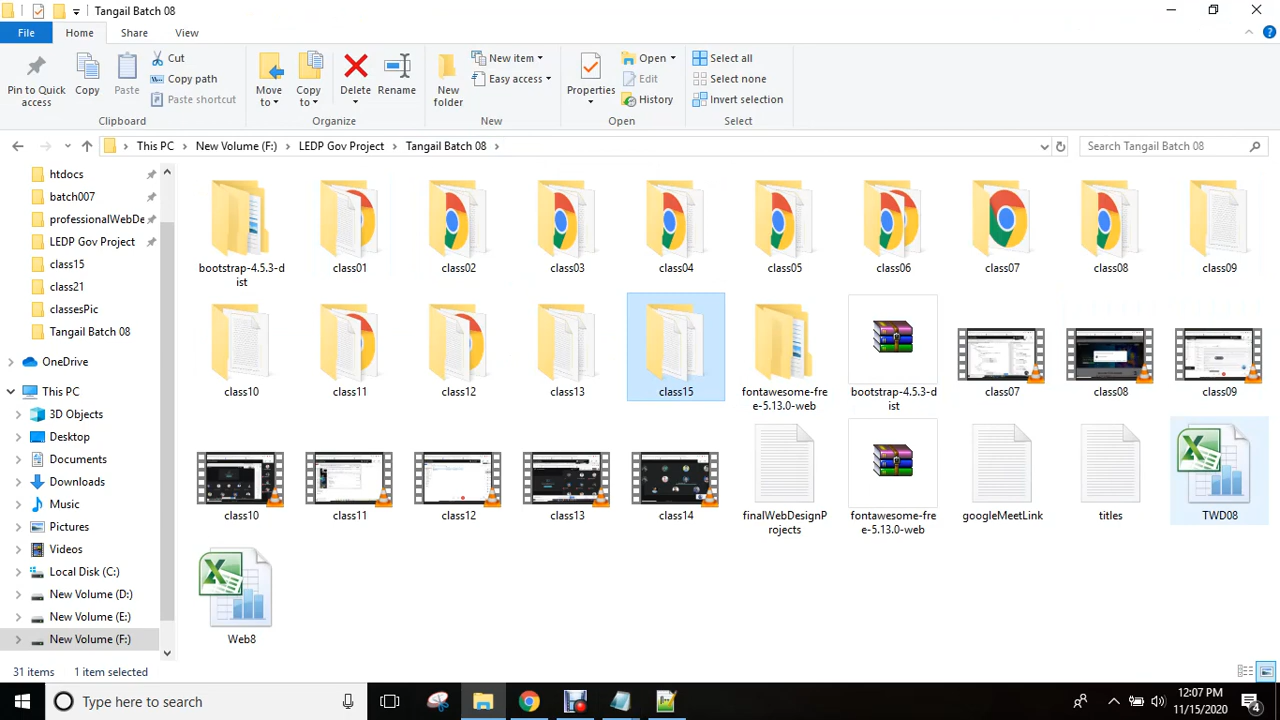 Tangail Batch 08
File Home Share View
Pin to Quick access
Copy
Paste
Cut
Copy path
Paste shortcut
Move to
Copy to
Delete
Rename
New folder
New item
Easy access
Properties
Open
Edit
History
Select all
Select none
Invert selection
Clipboard Organize New Open Select
This PC New Volume (F:) LEDP Gov Project Tangail Batch 08
Search Tangail Batch 08
htdocs
batch007
professionalWebDe
LEDP Gov Project
class15
class21
classesPic
Tangail Batch 08
OneDrive
This PC
3D Objects
Desktop
Documents
Downloads
Music
Pictures
Videos
Local Disk (C:)
New Volume (D:)
New Volume (E:)
New Volume (F:)
bootstrap-4.5.3-d
ist
class01
class02
class03
class04
class05
class06
class07
class08
class09
class10
class11
class12
class13
class15
fontawesome-fre
e-5.13.0-web
bootstrap-4.5.3-d
ist
class07
class08
class09
class10
class11
class12
class13
class14
finalWebDesignP
rojects
fontawesome-fre
e-5.13.0-web
googleMeetLink
titles
TWD08
Web8
31 items 1 item selected
Type here to search
12:07 PM
11/15/2020
4